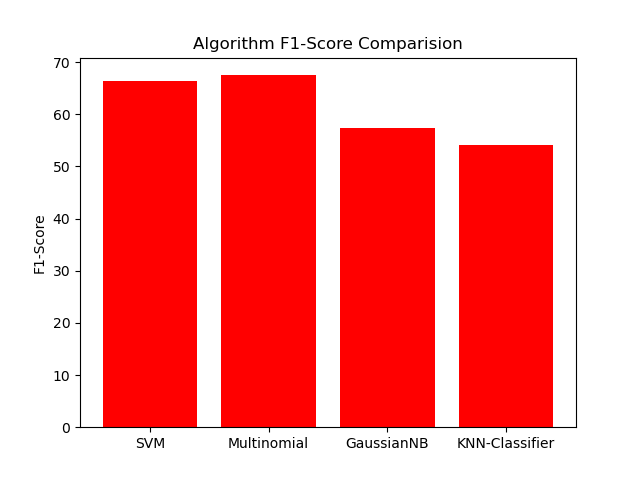 Algorithm F1-Score Comparision
70
60
50
40
30
20
10
0
F1-Score
SVM
Multinomial
GaussianNB
KNN-Classifier